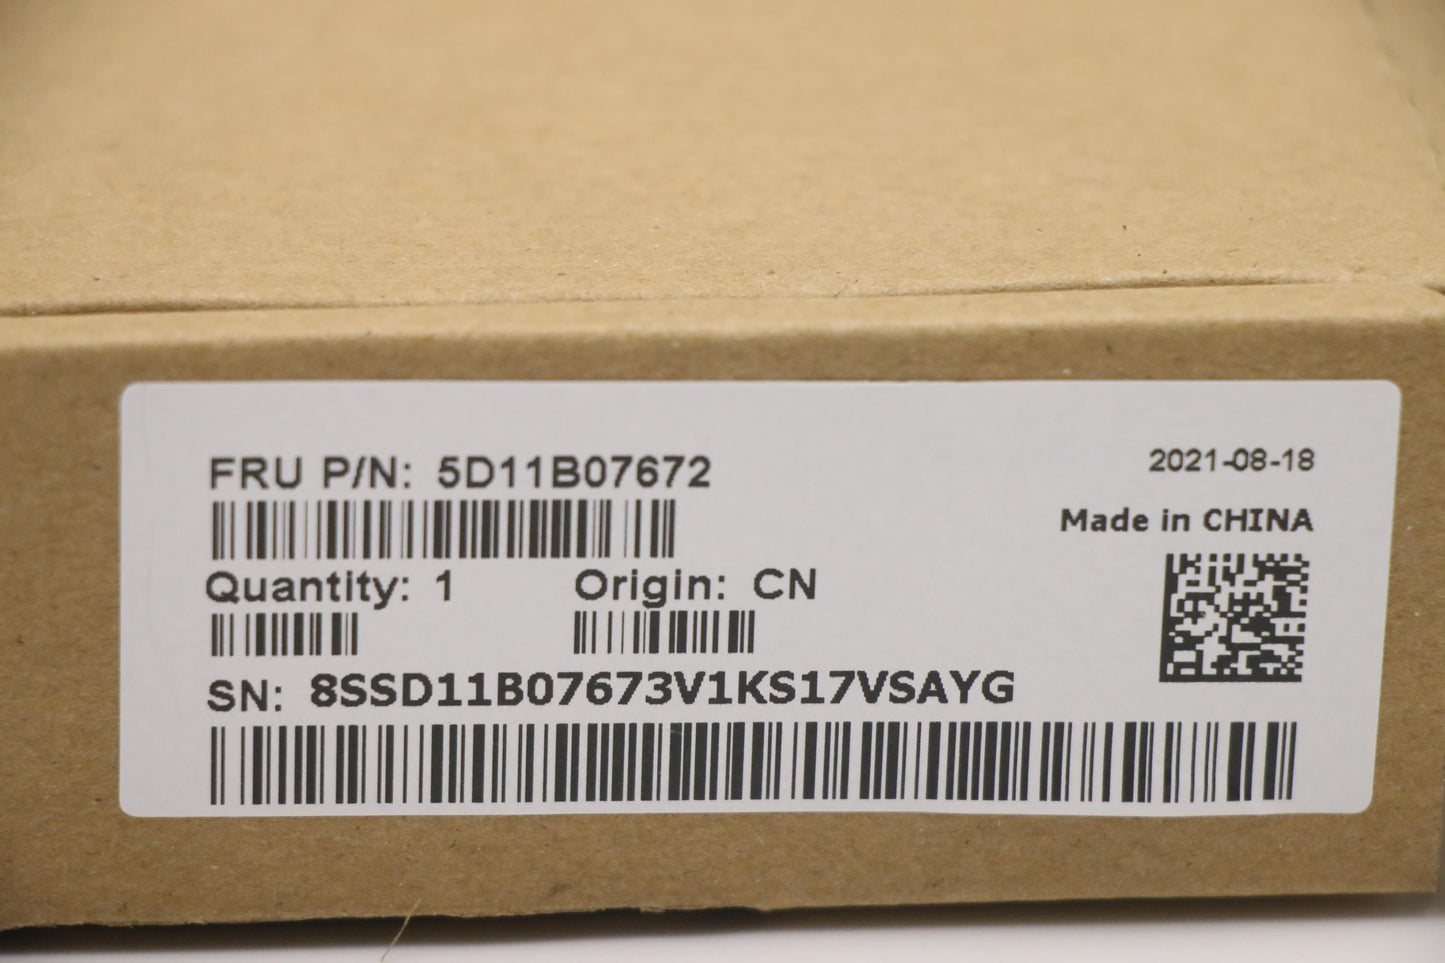 FRU P/N: 5D11B07672
2021-08-18
Made in CHINA
Quantity: 1
Origin: CN
SN: 8SSD11B07673V1KS17VSAYG